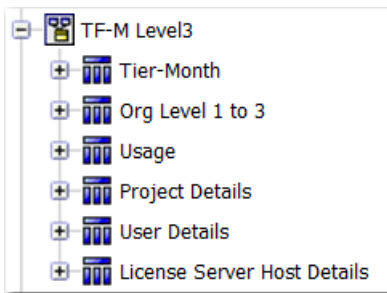 TF-M Level3
Tier-Month
Org Level 1 to 3
Usage
Project Details
User Details
License Server Host Details